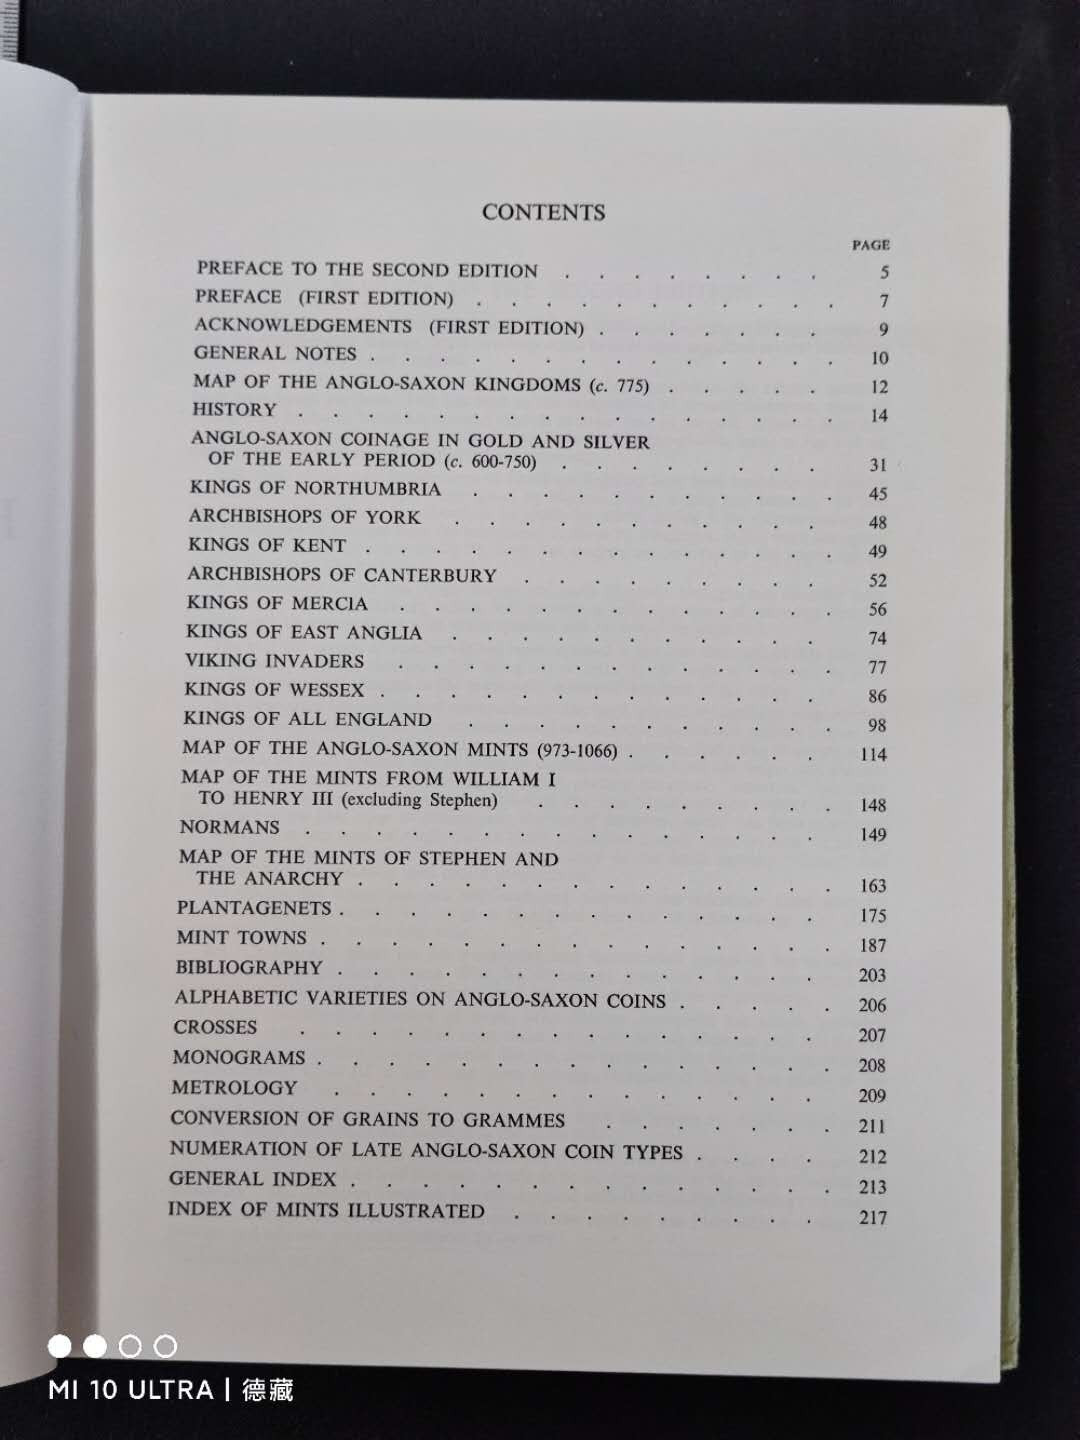 CONTENTS
PAGE
PREFACE TO THE SECOND EDITION . . . . . . . . 5
PREFACE (FIRST EDITION) . . . . . . . . . . . 7
ACKNOWLEDGEMENTS (FIRST EDITION) . . . . . . . 9
GENERAL NOTES . . . . . . . . . . . . . . 10
MAP OF THE ANGLO-SAXON KINGDOMS (c. 775) . . . . . 12
HISTORY . . . . . . . . . . . . . . . . 14
ANGLO-SAXON COINAGE IN GOLD AND SILVER
OF THE EARLY PERIOD (c. 600-750) . . . . . . . . 31
KINGS OF NORTHUMBRIA . . . . . . . . . . . 45
ARCHBISHOPS OF YORK . . . . . . . . . . . 48
KINGS OF KENT . . . . . . . . . . . . . . 49
ARCHBISHOPS OF CANTERBURY . . . . . . . . . 52
KINGS OF MERCIA . . . . . . . . . . . . . 56
KINGS OF EAST ANGLIA . . . . . . . . . . . 74
VIKING INVADERS . . . . . . . . . . . . . 77
KINGS OF WESSEX . . . . . . . . . . . . . 86
KINGS OF ALL ENGLAND . . . . . . . . . . . 98
MAP OF THE ANGLO-SAXON MINTS (973-1066) . . . . . . 114
MAP OF THE MINTS FROM WILLIAM I
TO HENRY III (excluding Stephen) . . . . . . . . . 148
NORMANS . . . . . . . . . . . . . . . 149
MAP OF THE MINTS OF STEPHEN AND
THE ANARCHY . . . . . . . . . . . . . . 163
PLANTAGENETS . . . . . . . . . . . . . . 175
MINT TOWNS . . . . . . . . . . . . . . . 187
BIBLIOGRAPHY . . . . . . . . . . . . . . 203
ALPHABETIC VARIETIES ON ANGLO-SAXON COINS . . . . . 206
CROSSES . . . . . . . . . . . . . . . 207
MONOGRAMS . . . . . . . . . . . . . . . 208
METROLOGY . . . . . . . . . . . . . . 209
CONVERSION OF GRAINS TO GRAMMES . . . . . . . 211
NUMERATION OF LATE ANGLO-SAXON COIN TYPES . . . . 212
GENERAL INDEX . . . . . . . . . . . . . . 213
INDEX OF MINTS ILLUSTRATED . . . . . . . . . 217
MI 10 ULTRA | 德藏